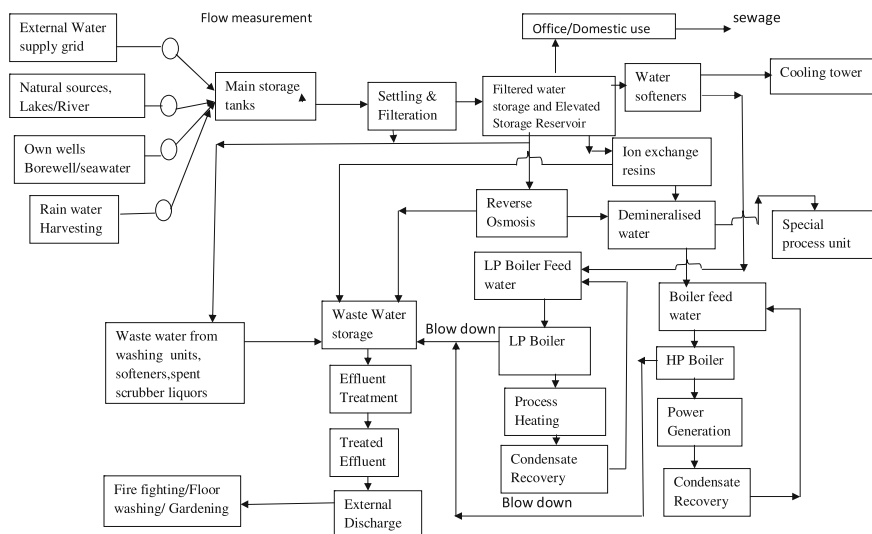 Flow measurement
External Water
supply grid
Natural sources,
Lakes/River
Own wells
Borewell/seawater
Rain water
Harvesting
Main storage
tanks
Settling &
Filteration
Filtered water
storage and Elevated
Storage Reservoir
Office/Domestic use
sewage
Water
softeners
Cooling tower
Ion exchange
resins
Reverse
Osmosis
Demineralised
water
Special
process unit
LP Boiler Feed
water
Boiler feed
water
Waste water from
washing units,
softeners,spent
scrubber liquors
Waste Water
storage
Blow down
LP Boiler
HP Boiler
Effluent
Treatment
Process
Heating
Power
Generation
Treated
Effluent
Condensate
Recovery
Condensate
Recovery
Fire fighting/Floor
washing/ Gardening
External
Discharge
Blow down